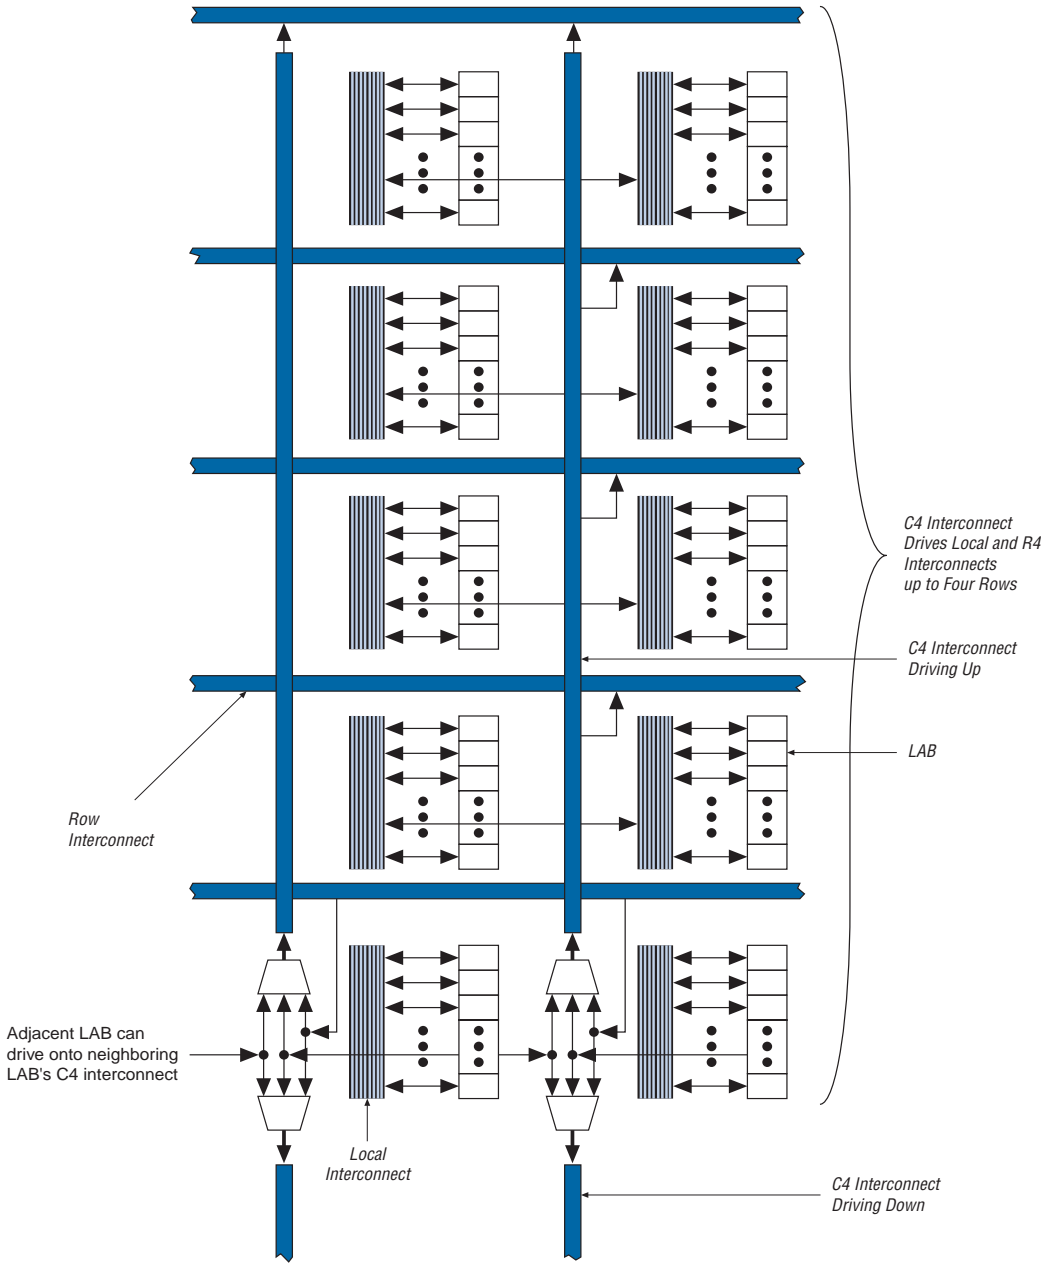 C4 Interconnect
Drives Local and R4
Interconnects
up to Four Rows
C4 Interconnect
Driving Up
LAB
Row
Interconnect
Adjacent LAB can
drive onto neighboring
LAB's C4 interconnect
Local
Interconnect
C4 Interconnect
Driving Down